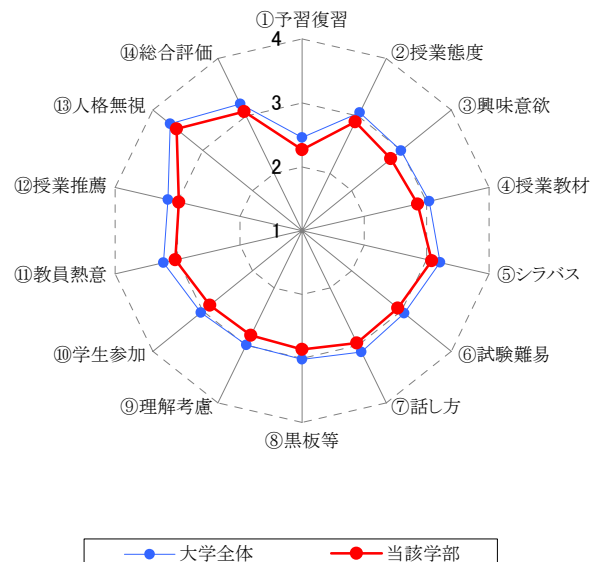 ①予習復習
②授業態度
③興味意欲
④授業教材
⑤シラバス
⑥試験難易
⑦話し方
⑧黒板等
⑨理解考慮
⑩学生参加
⑪教員熱意
⑫授業推薦
⑬人格無視
⑭総合評価
4
3
2
1
大学全体
当該学部